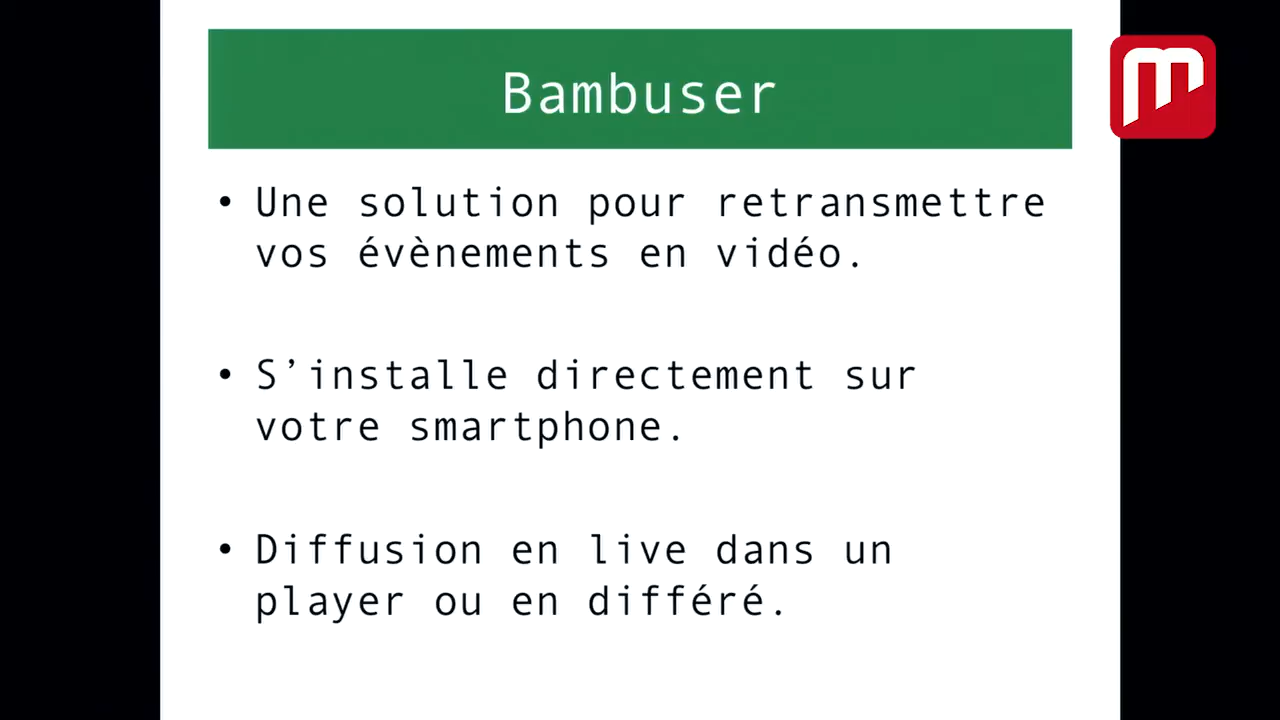 Bambuser
• Une solution pour retransmettre
vos évènements en vidéo.
• S’installe directement sur
votre smartphone.
• Diffusion en live dans un
player ou en différé.